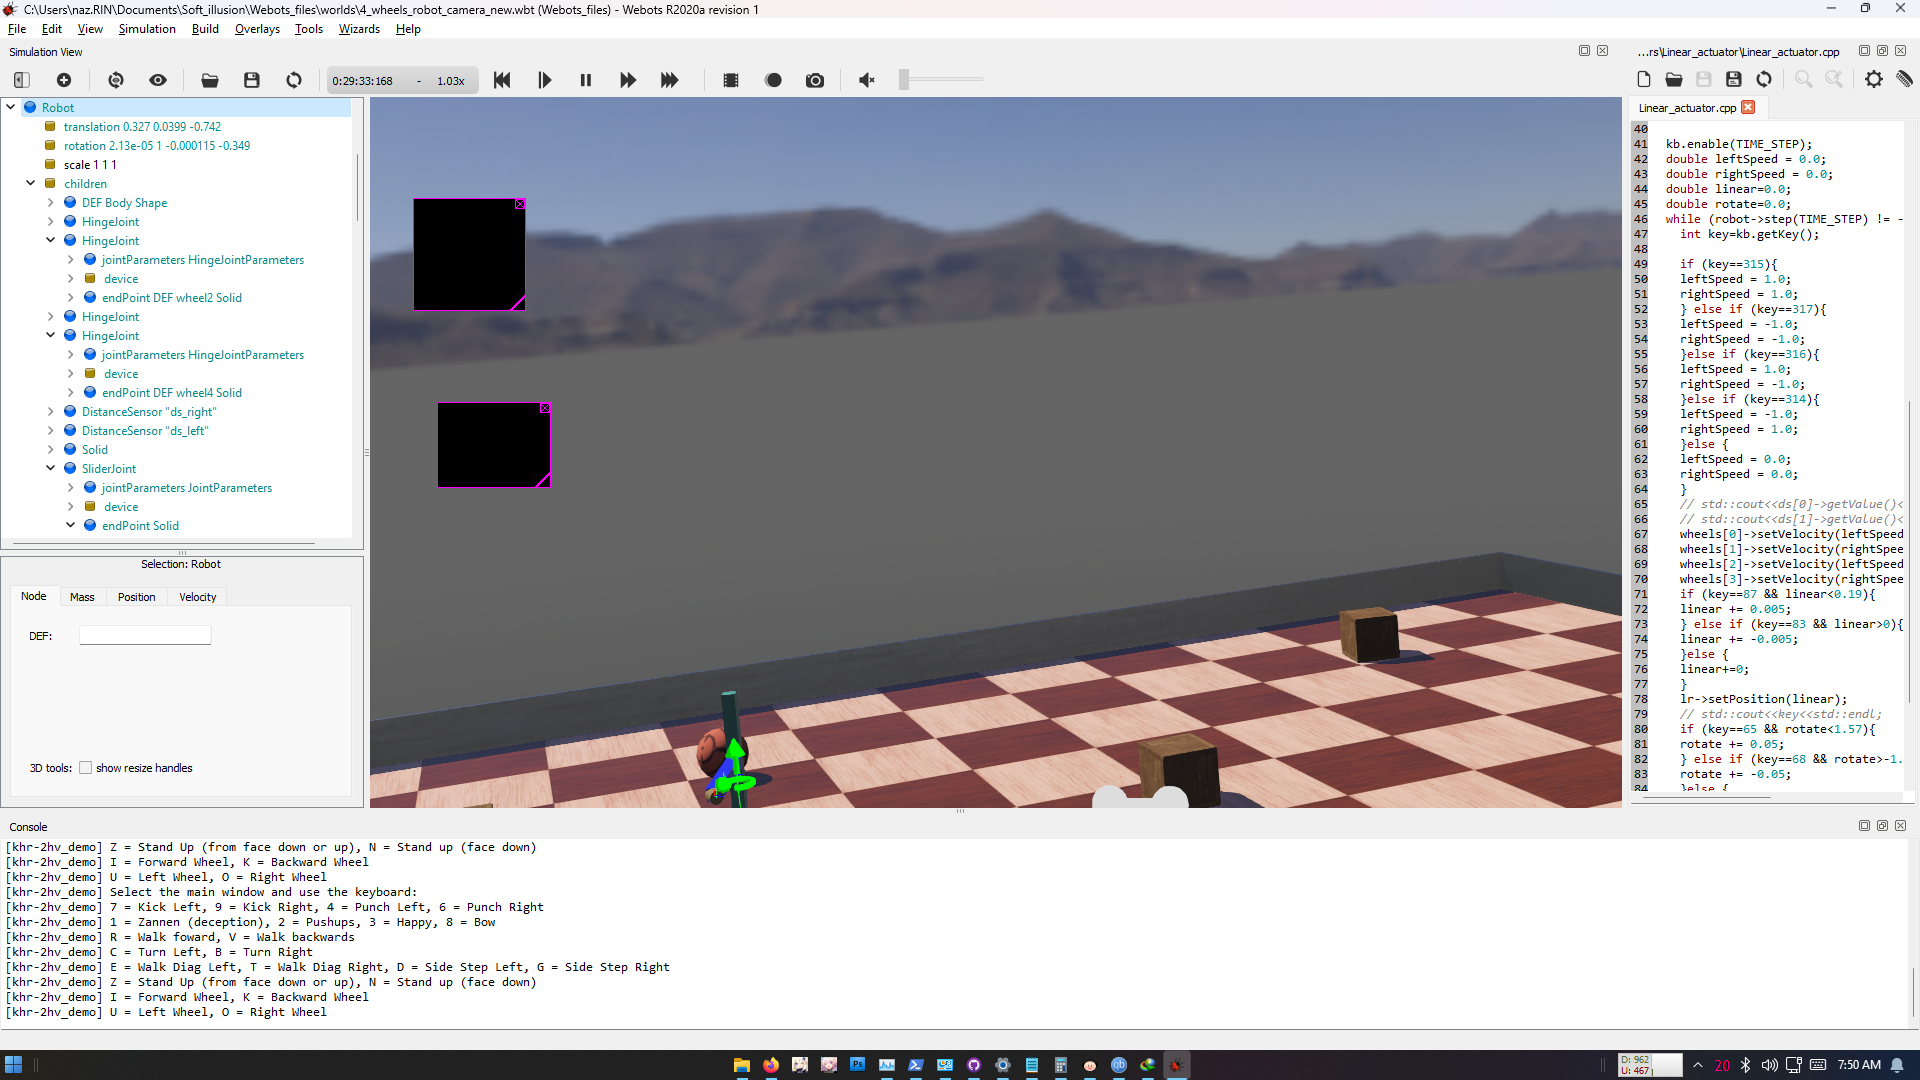 C:\Users\naz.RIN\Documents\Soft_illusion\Webots_files\worlds\4_wheels_robot_camera_new.wbt (Webots_files) - Webots R2020a revision 1
File Edit View Simulation Build Overlays Tools Wizards Help
Simulation View
...rs\Linear_actuator\Linear_actuator.cpp
0:29:33:168 - 1.03x
Linear_actuator.cpp
Robot
translation 0.327 0.0399 -0.742
rotation 2.13e-05 1 -0.000115 -0.349
scale 1 1 1
children
DEF Body Shape
HingeJoint
HingeJoint
jointParameters HingeJointParameters
device
endPoint DEF wheel2 Solid
HingeJoint
HingeJoint
jointParameters HingeJointParameters
device
endPoint DEF wheel4 Solid
DistanceSensor "ds_right"
DistanceSensor "ds_left"
Solid
SliderJoint
jointParameters JointParameters
device
endPoint Solid
Selection: Robot
Node Mass Position Velocity
DEF:
3D tools: show resize handles
40
41 kb.enable(TIME_STEP);
42 double leftSpeed = 0.0;
43 double rightSpeed = 0.0;
44 double linear=0.0;
45 double rotate=0.0;
46 while (robot->step(TIME_STEP) != -
47 int key=kb.getKey();
48
49 if (key==315){
50 leftSpeed = 1.0;
51 rightSpeed = 1.0;
52 } else if (key==317){
53 leftSpeed = -1.0;
54 rightSpeed = -1.0;
55 }else if (key==316){
56 leftSpeed = 1.0;
57 rightSpeed = -1.0;
58 }else if (key==314){
59 leftSpeed = -1.0;
60 rightSpeed = 1.0;
61 }else {
62 leftSpeed = 0.0;
63 rightSpeed = 0.0;
64 }
65 // std::cout<<ds[0]->getValue()<
66 // std::cout<<ds[1]->getValue()<
67 wheels[0]->setVelocity(leftSpeed
68 wheels[1]->setVelocity(rightSpee
69 wheels[2]->setVelocity(leftSpeed
70 wheels[3]->setVelocity(rightSpee
71 if (key==87 && linear<0.19){
72 linear += 0.005;
73 } else if (key==83 && linear>0){
74 linear += -0.005;
75 }else {
76 linear+=0;
77 }
78 lr->setPosition(linear);
79 // std::cout<<key<<std::endl;
80 if (key==65 && rotate<1.57){
81 rotate += 0.05;
82 } else if (key==68 && rotate>-1.
83 rotate += -0.05;
84 }else {
Console
[khr-2hv_demo] Z = Stand Up (from face down or up), N = Stand up (face down)
[khr-2hv_demo] I = Forward Wheel, K = Backward Wheel
[khr-2hv_demo] U = Left Wheel, O = Right Wheel
[khr-2hv_demo] Select the main window and use the keyboard:
[khr-2hv_demo] 7 = Kick Left, 9 = Kick Right, 4 = Punch Left, 6 = Punch Right
[khr-2hv_demo] 1 = Zannen (deception), 2 = Pushups, 3 = Happy, 8 = Bow
[khr-2hv_demo] R = Walk foward, V = Walk backwards
[khr-2hv_demo] C = Turn Left, B = Turn Right
[khr-2hv_demo] E = Walk Diag Left, T = Walk Diag Right, D = Side Step Left, G = Side Step Right
[khr-2hv_demo] Z = Stand Up (from face down or up), N = Stand up (face down)
[khr-2hv_demo] I = Forward Wheel, K = Backward Wheel
[khr-2hv_demo] U = Left Wheel, O = Right Wheel
Ps
qb
D: 962
U: 467
20
7:50 AM